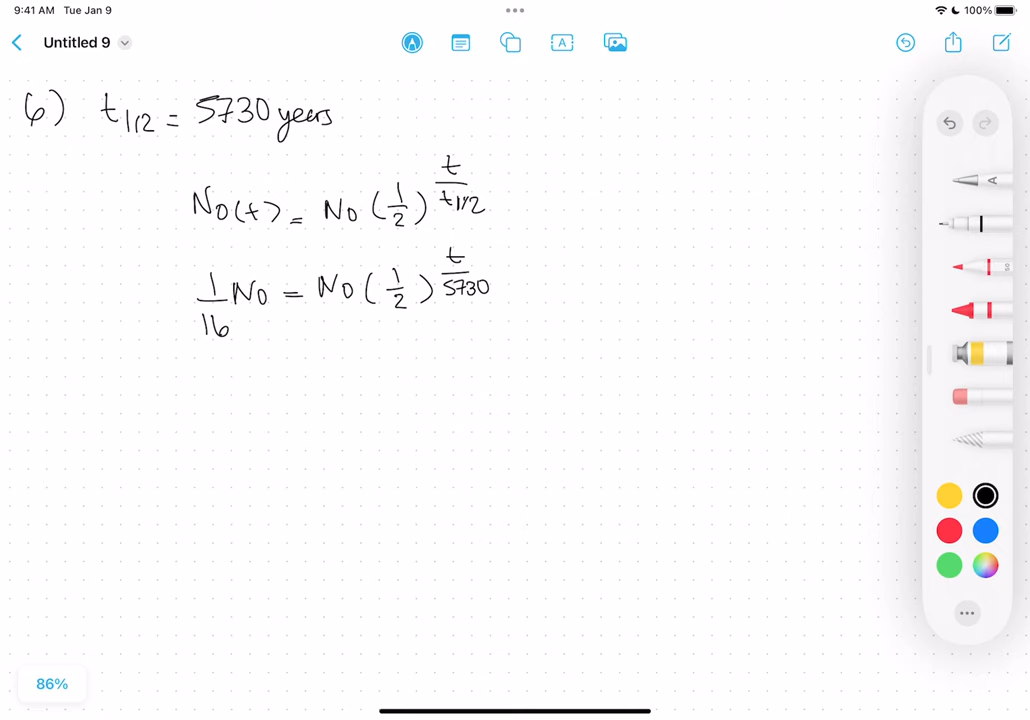 9:41 AM Tue Jan 9
100%
Untitled 9
6) t1/2 = 5730 years
N0(t) = N0 (1/2)^(t/t1/2)
1/16 N0 = N0 (1/2)^(t/5730)
86%